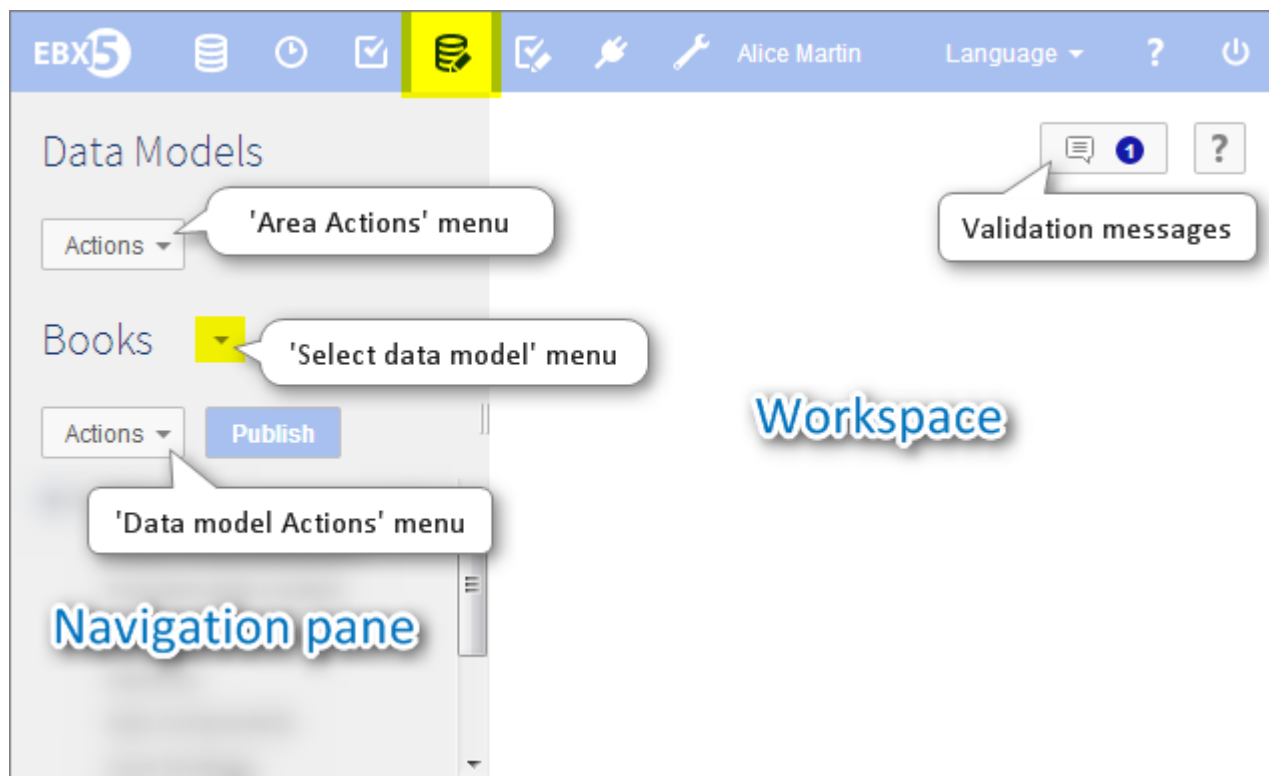 EBX5 Alice Martin Language ?
Data Models
1 ?
'Area Actions' menu
Validation messages
Actions
Books
'Select data model' menu
Actions Publish
Workspace
'Data model Actions' menu
Navigation pane